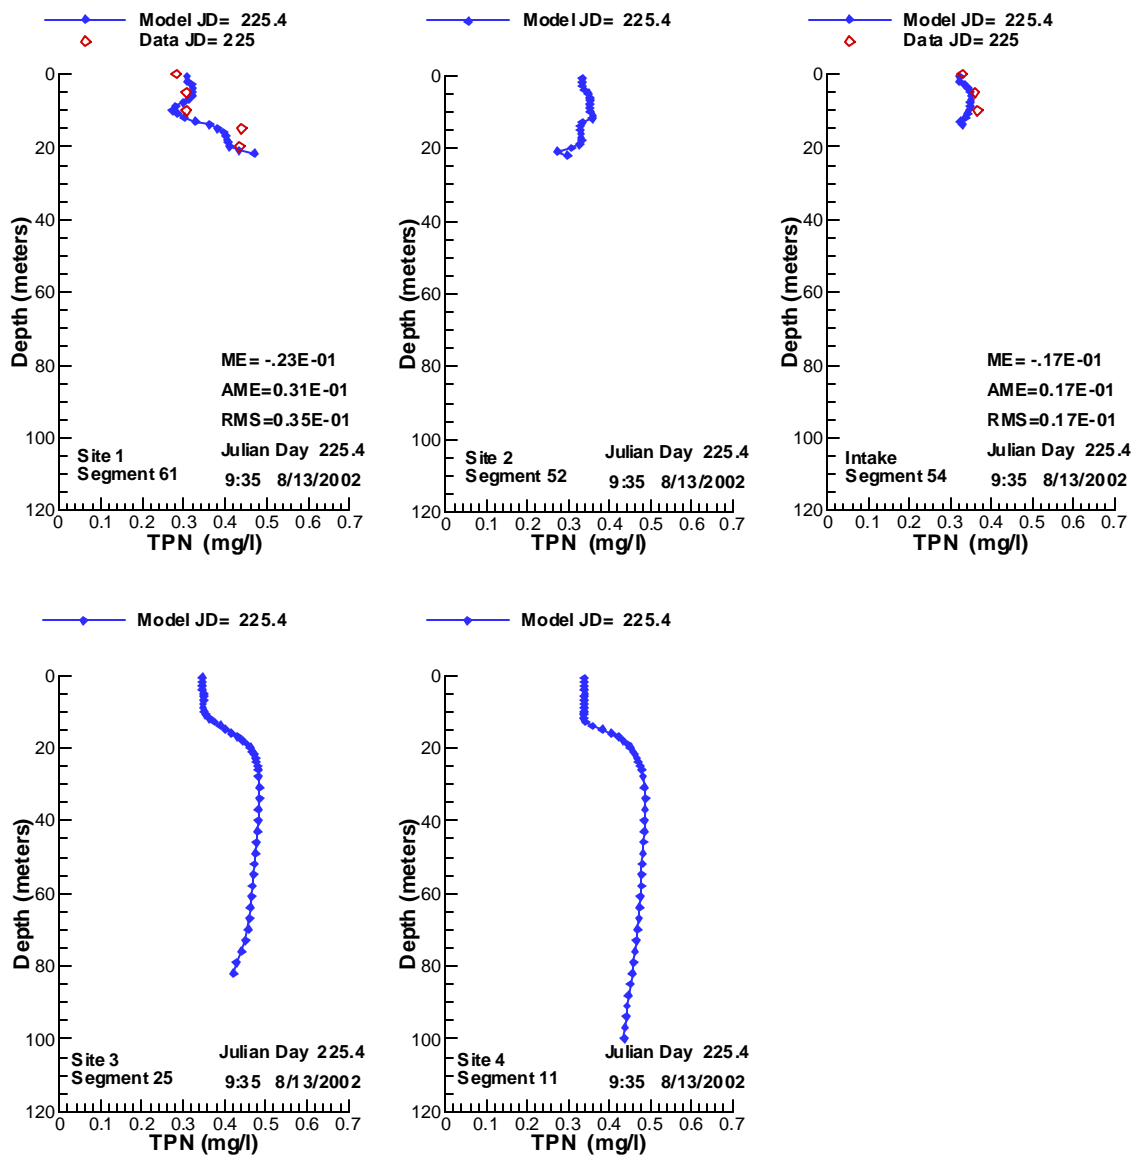 Model JD= 225.4
Data JD= 225
0
20
40
60
80
100
120
Depth (meters)
ME= -.23E-01
AME=0.31E-01
RMS=0.35E-01
Site 1
Segment 61
Julian Day 225.4
9:35 8/13/2002
0 0.1 0.2 0.3 0.4 0.5 0.6 0.7
TPN (mg/l)
Model JD= 225.4
0
20
40
60
80
100
120
Depth (meters)
Site 2
Segment 52
Julian Day 225.4
9:35 8/13/2002
0 0.1 0.2 0.3 0.4 0.5 0.6 0.7
TPN (mg/l)
Model JD= 225.4
Data JD= 225
0
20
40
60
80
100
120
Depth (meters)
ME= -.17E-01
AME=0.17E-01
RMS=0.17E-01
Intake
Segment 54
Julian Day 225.4
9:35 8/13/2002
0 0.1 0.2 0.3 0.4 0.5 0.6 0.7
TPN (mg/l)
Model JD= 225.4
0
20
40
60
80
100
120
Depth (meters)
Site 3
Segment 25
Julian Day 225.4
9:35 8/13/2002
0 0.1 0.2 0.3 0.4 0.5 0.6 0.7
TPN (mg/l)
Model JD= 225.4
0
20
40
60
80
100
120
Depth (meters)
Site 4
Segment 11
Julian Day 225.4
9:35 8/13/2002
0 0.1 0.2 0.3 0.4 0.5 0.6 0.7
TPN (mg/l)